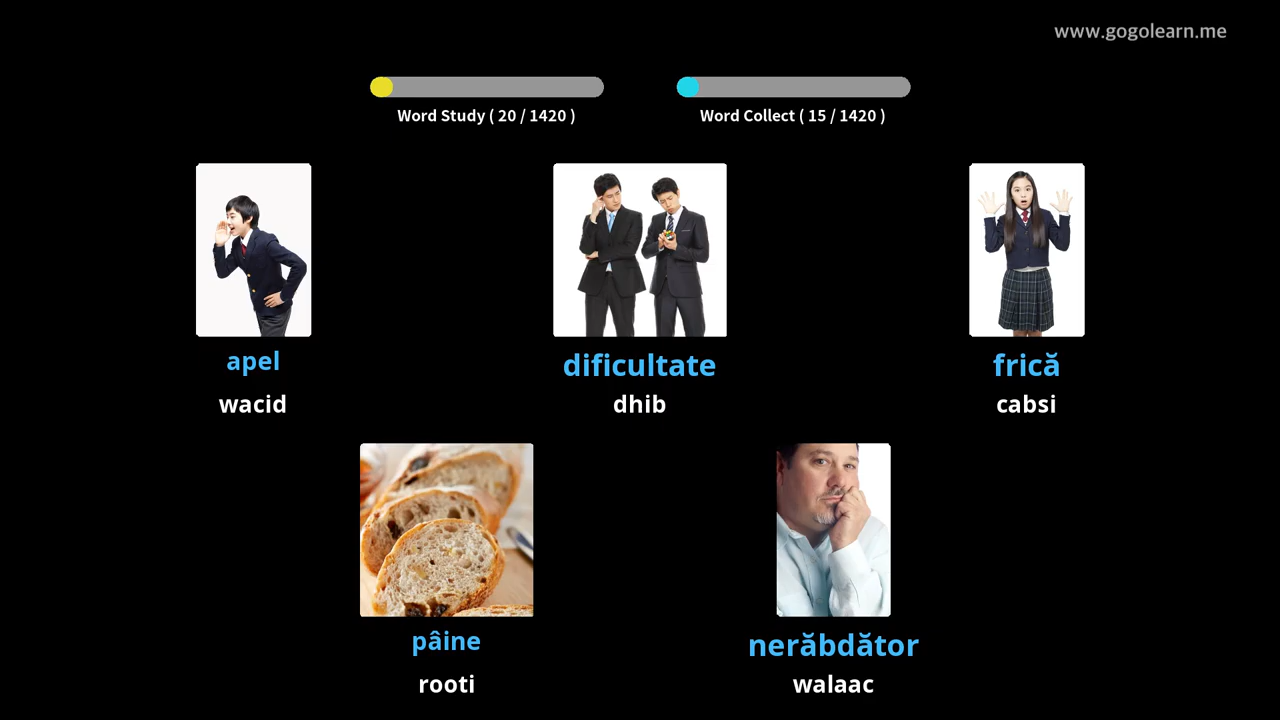 www.gogolearn.me
Word Study ( 20 / 1420 )
Word Collect ( 15 / 1420 )
apel
dificultate
frică
wacid
dhib
cabsi
pâine
nerăbdător
rooti
walaac